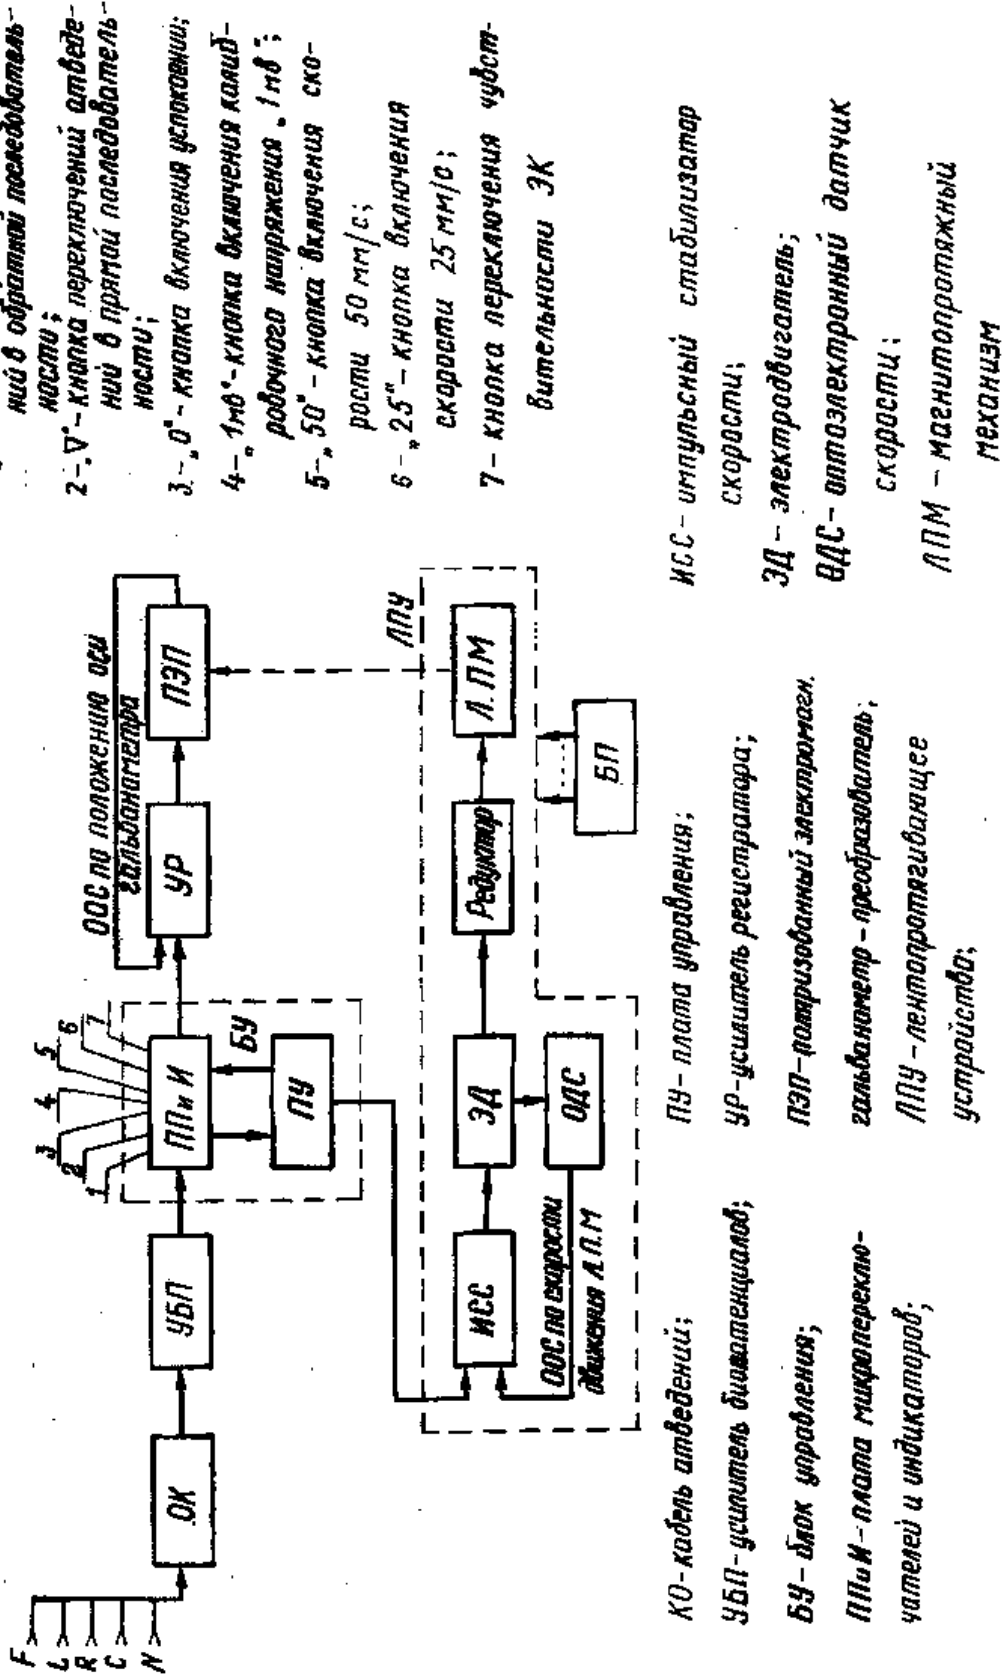 F
L
R
C
N
ОК
УБП
1
2
3
4
5
6
7
ПП и И
БУ
ПУ
ООС по положению оси
гальванометра
УР
ПЭП
ЛПУ
ИСС
ЭД
ОДС
ООС по скорости
движения Л.П.М
Редуктор
Л.ПМ
БП
ний в обратной последователь-
ности;
2-„∇"- кнопка переключений отведе-
ний в прямой последователь-
ности;
3.-„0"- кнопка включения успокоения;
4-„1мв"- кнопка включения калиб-
ровочного напряжения „1мв";
5-„50"- кнопка включения ско-
рости 50 мм/с;
6-„25"- кнопка включения
скорости 25 мм/с;
7- кнопка переключения чувст-
вительности ЭК
КО-кабель отведений;
УБП-усилитель биопотенциалов;
БУ- блок управления;
ППиИ-плата микропереклю-
чателей и индикаторов;
ПУ- плата управления;
УР-усилитель регистратора;
ПЭП-поляризованный электромагн.
гальванометр-преобразователь;
ЛПУ-лентопротягивающее
устройство;
ИСС-импульсный стабилизатор
скорости;
ЭД- электродвигатель;
ОДС- оптоэлектронный датчик
скорости;
ЛПМ-магнитопротяжный
механизм